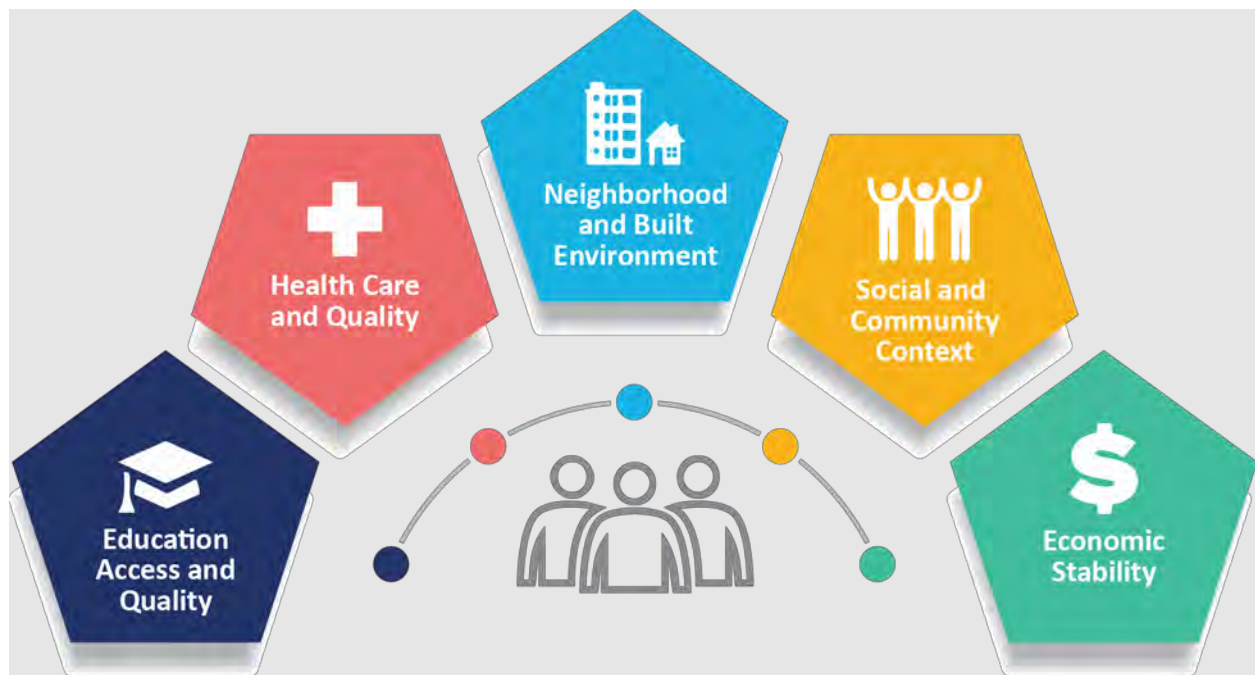 Education
Access and
Quality
Health Care
and Quality
Neighborhood
and Built
Environment
Social and
Community
Context
Economic
Stability